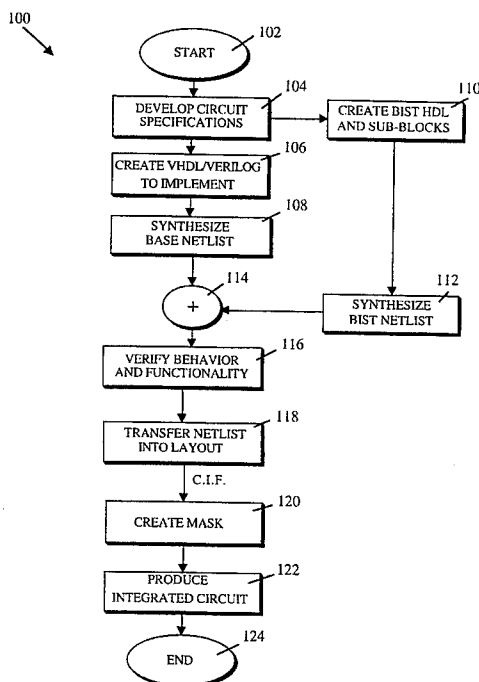 100
102
START
104
DEVELOP CIRCUIT
SPECIFICATIONS
110
CREATE BIST HDL
AND SUB-BLOCKS
106
CREATE VHDL/VERILOG
TO IMPLEMENT
108
SYNTHESIZE
BASE NETLIST
114
+
112
SYNTHESIZE
BIST NETLIST
116
VERIFY BEHAVIOR
AND FUNCTIONALITY
118
TRANSFER NETLIST
INTO LAYOUT
C.I.F.
120
CREATE MASK
122
PRODUCE
INTEGRATED CIRCUIT
124
END